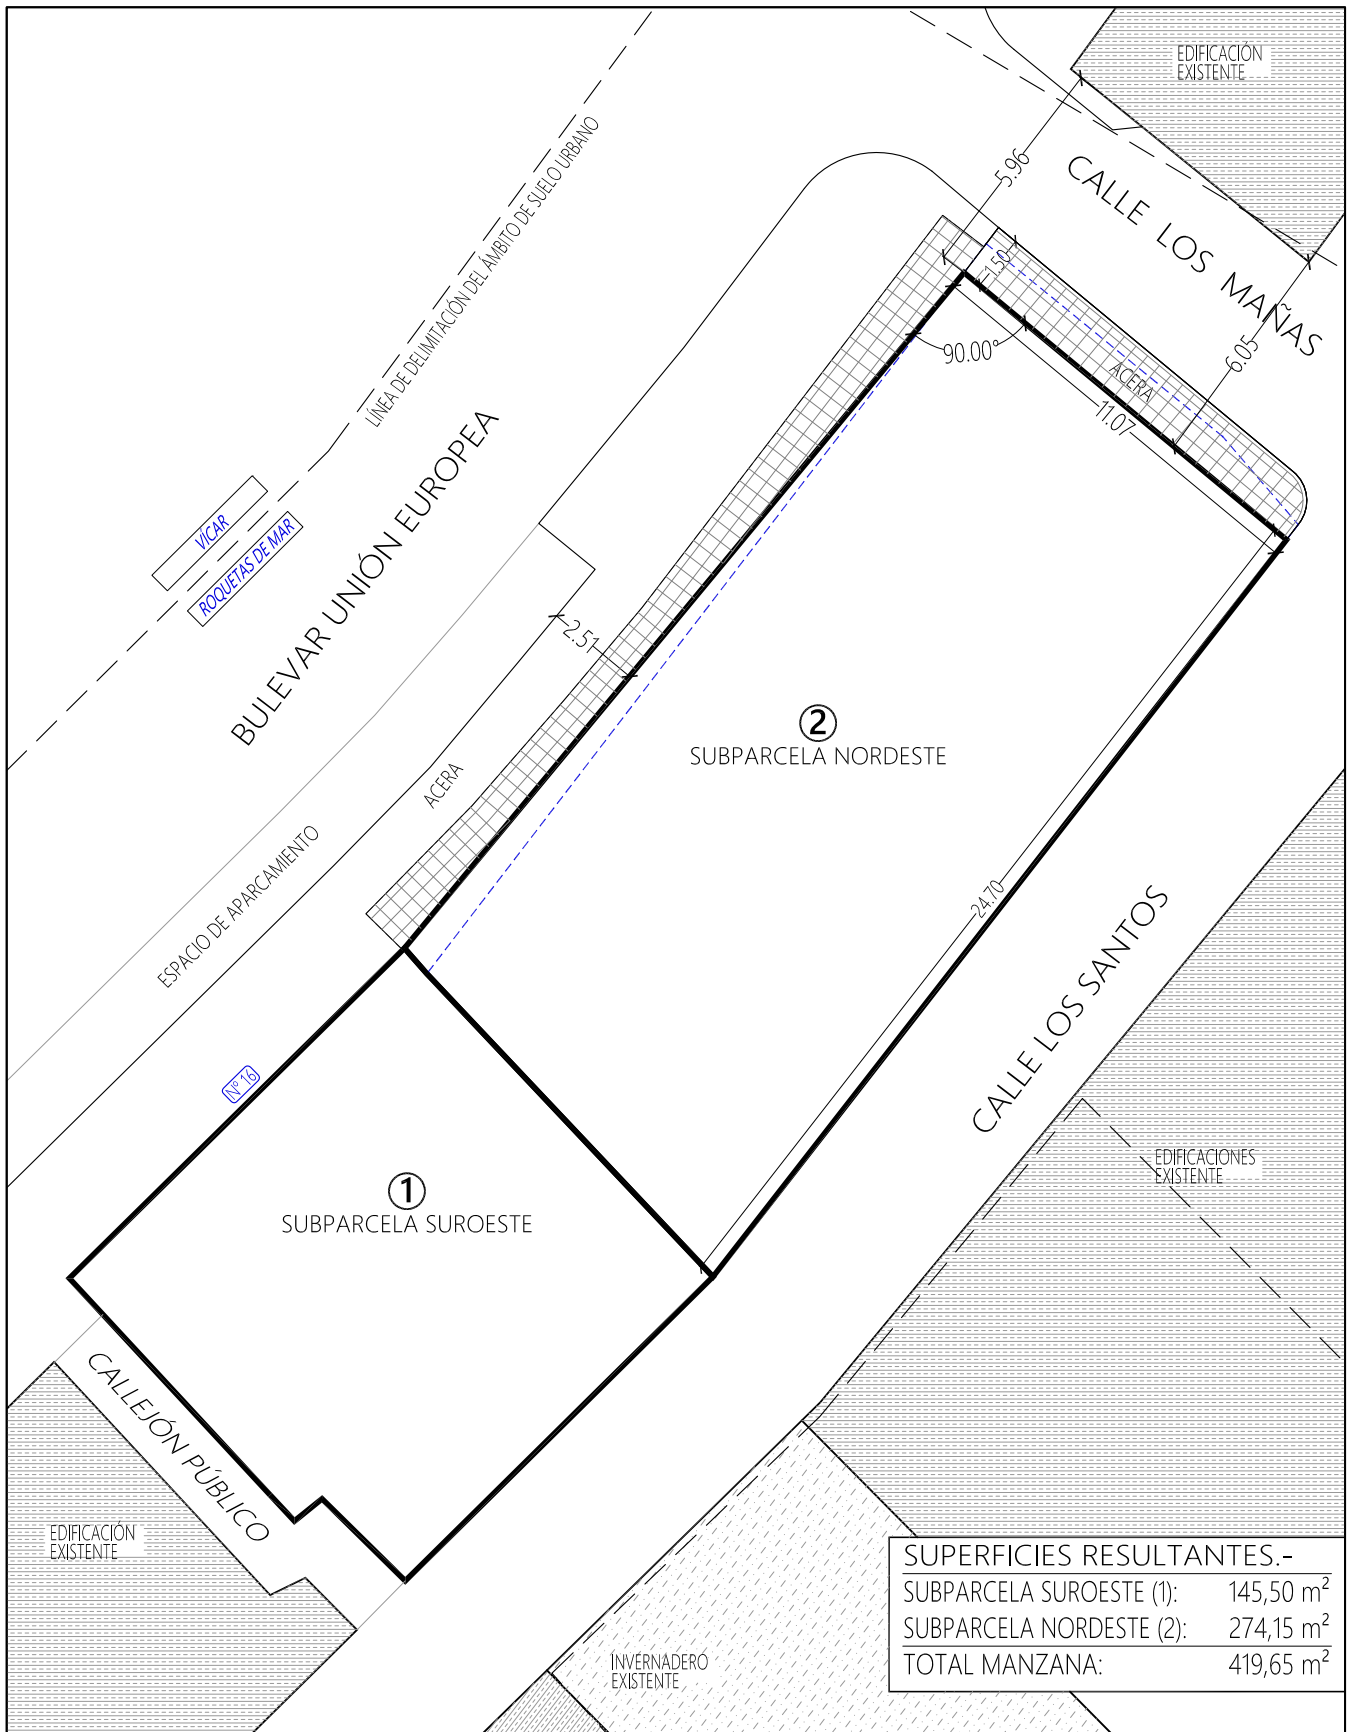 EDIFICACIÓN
EXISTENTE
LÍNEA DE DELIMITACIÓN DEL ÁMBITO DE SUELO URBANO
5.96
CALLE LOS MAÑAS
1.50
6.05
90.00°
ACERA
11.07
VÍCAR
ROQUETAS DE MAR
BULEVAR UNIÓN EUROPEA
2.51
2
SUBPARCELA NORDESTE
ACERA
ESPACIO DE APARCAMIENTO
24.70
CALLE LOS SANTOS
Nº 16
EDIFICACIONES
EXISTENTE
1
SUBPARCELA SUROESTE
CALLEJÓN PÚBLICO
EDIFICACIÓN
EXISTENTE
INVERNADERO
EXISTENTE
SUPERFICIES RESULTANTES.-
SUBPARCELA SUROESTE (1): 145,50 m²
SUBPARCELA NORDESTE (2): 274,15 m²
TOTAL MANZANA: 419,65 m²